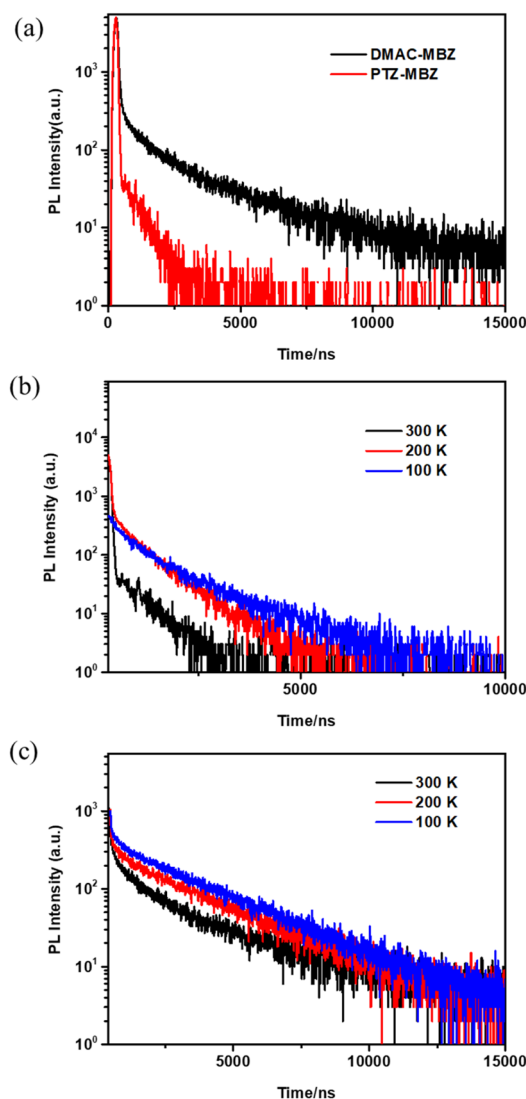 (a)
DMAC-MBZ
PTZ-MBZ
PL Intensity(a.u.)
10³
10²
10¹
10⁰
0
5000
10000
15000
Time/ns
(b)
300 K
200 K
100 K
PL Intensity (a.u.)
10⁴
10³
10²
10¹
10⁰
5000
10000
Time/ns
(c)
300 K
200 K
100 K
PL Intensity (a.u.)
10³
10²
10¹
10⁰
5000
10000
15000
Time/ns